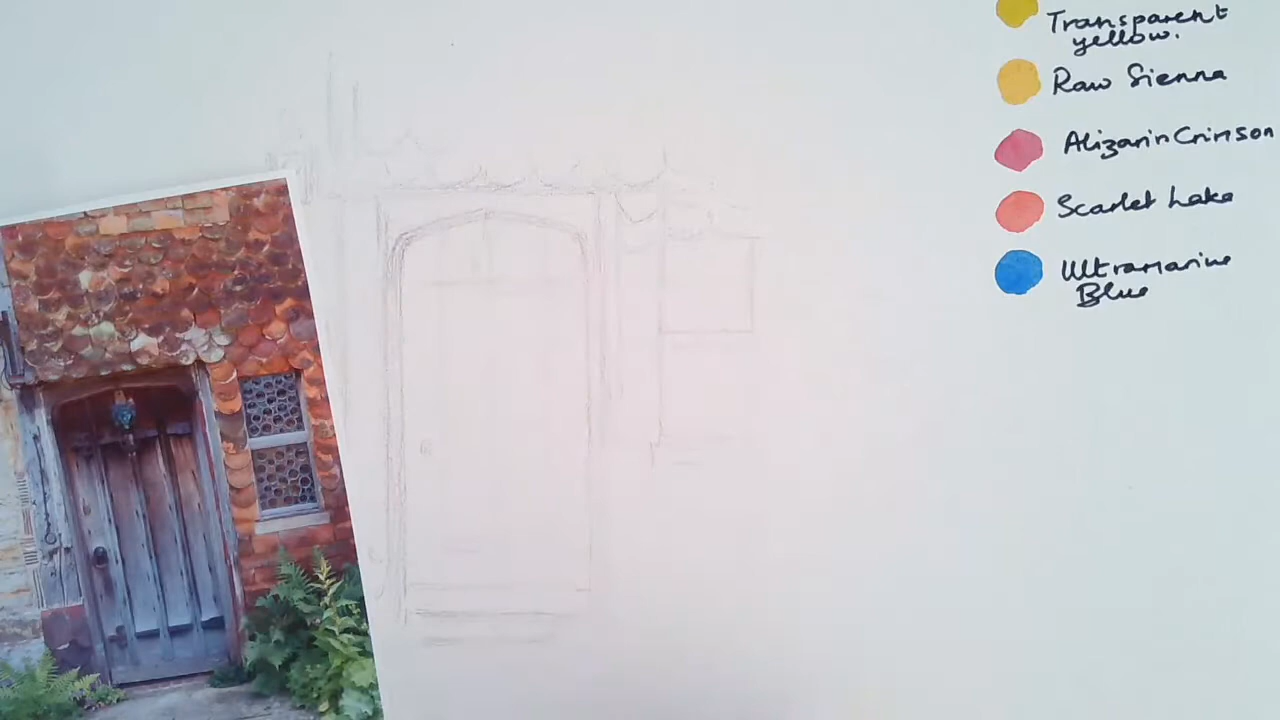 Transparent
yellow.
Raw Sienna
Alizarin Crimson
Scarlet Lake
Ultramarine
Blue